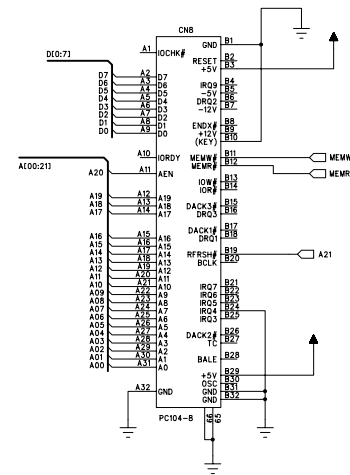 CN8
D[0:7]
A1 IOCHK# GND B1
RESET B2
+5V B3
D7 A2 D7 IRQ9 B4
D6 A3 D6 -5V B5
D5 A4 D5 DRQ2 B6
D4 A5 D4 -12V B7
D3 A6 D3
D2 A7 D2 ENDX# B8
D1 A8 D1 +12V B9
D0 A9 D0 (KEY) B10
A10 IORDY MEMW# B11 MEMW
A[00:21]
A20 A11 AEN MEMR# B12 MEMR
IOW# B13
A19 A12 A19 IOR# B14
A18 A13 A18 DACK3# B15
A17 A14 A17 DRQ3 B16
A16 A15 A16 DACK1# B17
A15 A16 A15 DRQ1 B18
A14 A17 A14 RFRSH# B19 A21
A13 A18 A13 BCLK B20
A12 A19 A12
A11 A20 A11
A10 A21 A10 IRQ7 B21
A09 A22 A9 IRQ6 B22
A08 A23 A8 IRQ5 B23
A07 A24 A7 IRQ4 B24
A06 A25 A6 IRQ3 B25
A05 A26 A5
A04 A27 A4 DACK2# B26
A03 A28 A3 TC B27
A02 A29 A2
A01 A30 A1 BALE B28
A00 A31 A0
+5V B29
OSC B30
A32 GND GND B31
GND B32
PC104-8 66 65